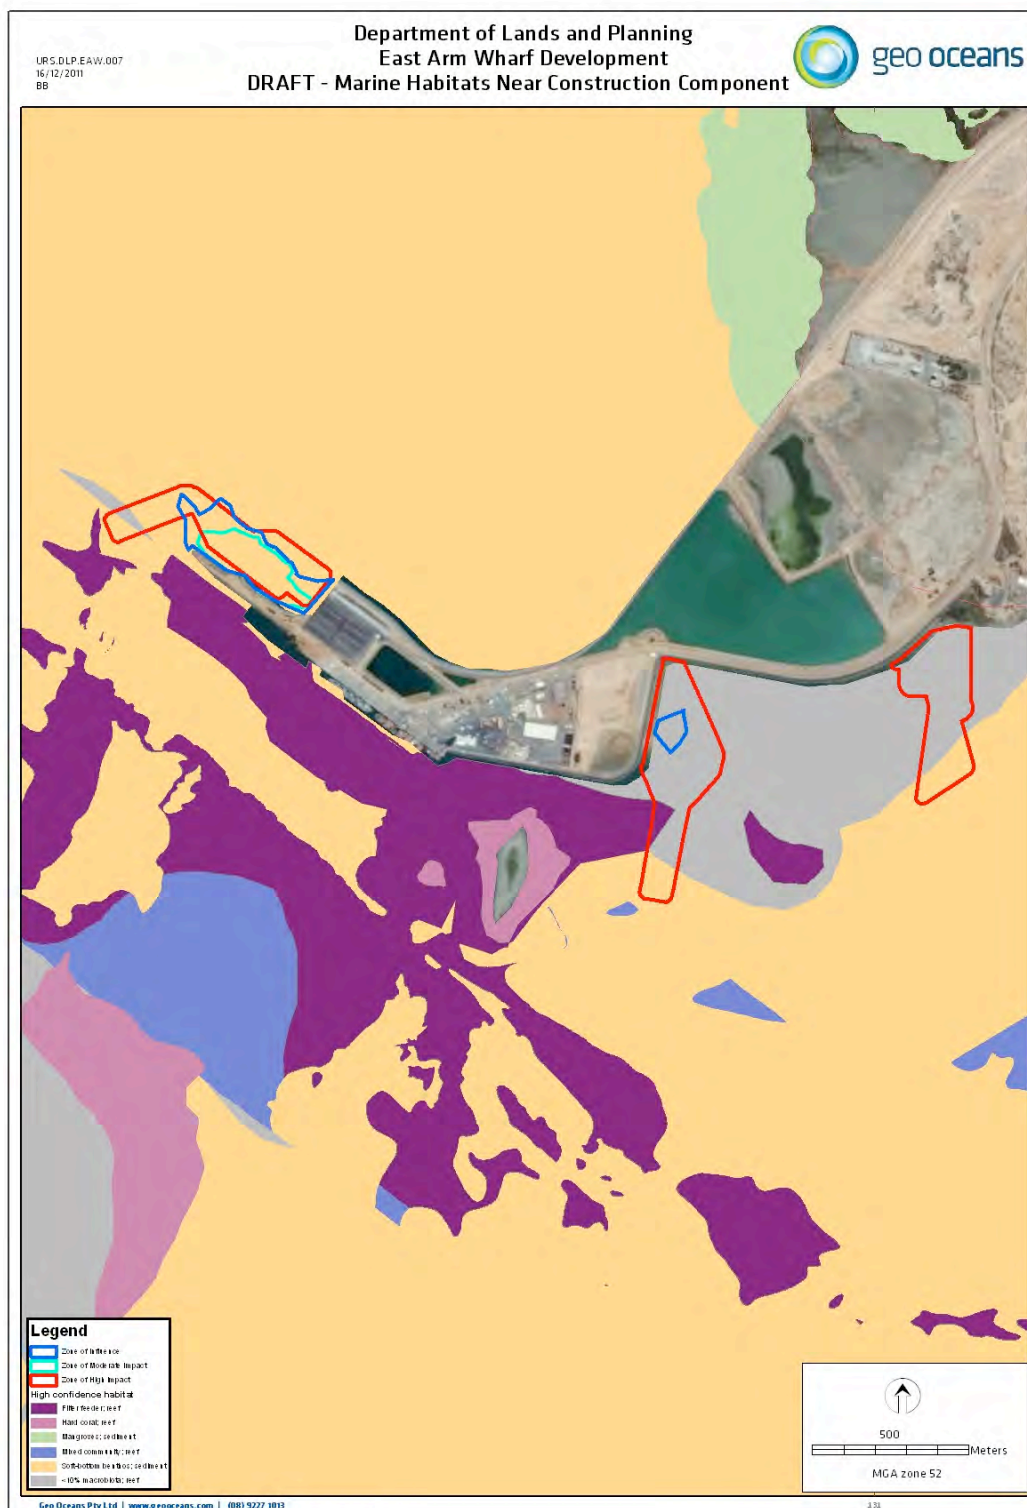 Department of Lands and Planning
East Arm Wharf Development
DRAFT - Marine Habitats Near Construction Component
URS.DLP.EAW.007
16/12/2011
BB
geo oceans
Legend
Zone of Influence
Zone of Moderate Impact
Zone of High Impact
High confidence habitat
Filter feeder; reef
Hard coral; reef
Mangroves; sediment
Mixed community; reef
Soft-bottom benthos; sediment
<10% macrobiota; reef
500
Meters
MGA zone 52
Geo Oceans Pty Ltd | www.geooceans.com | (08) 9227 1013